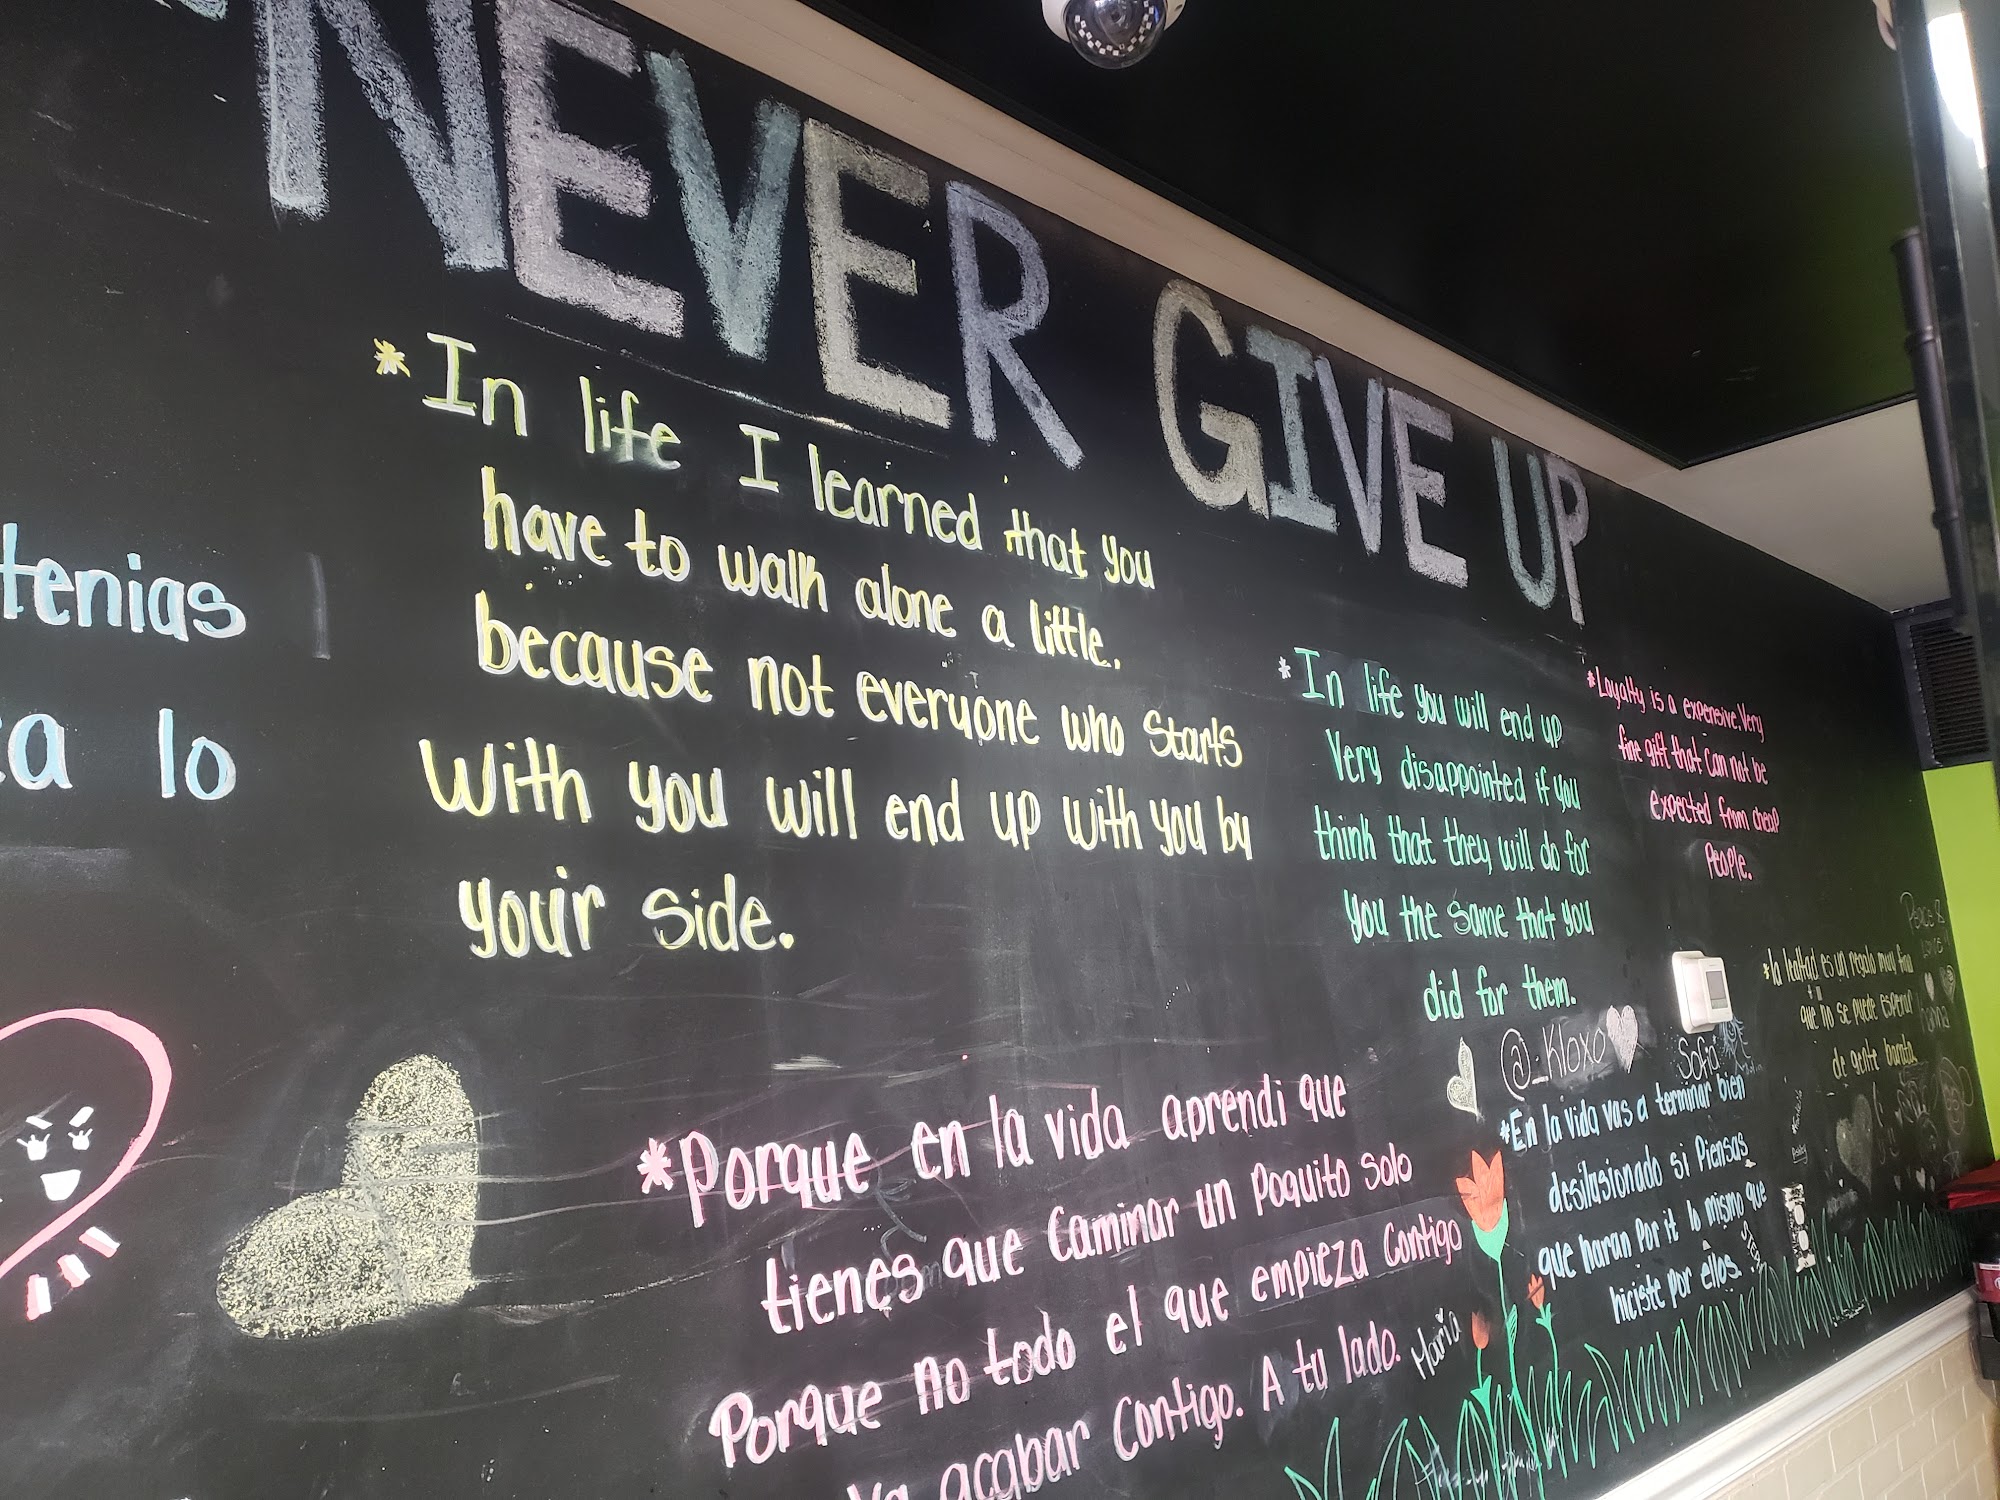 NEVER GIVE UP
tenias
a lo
*In life I learned that you
have to walk alone a little.
because not everyone who starts
with you will end up with you by
your side.
*In life you will end up
Very disappointed if you
think that they will do for
you the same that you
did for them.
*Loyalty is a expensive.Very
fine gift that can not be
expected from cheap
People.
@_Kloxo
Sofia
*la lealtad es un regalo muy fina
que no se puede esperar
de gente barata.
*Porque en la vida aprendi que
tienes que Caminar un Poquito solo
Porque no todo el que empieza Contigo
Va acabar Contigo. A tu lado.
Maria
*En la vida vas a terminar bien
desilusionado si Piensas
que haran Por it lo mismo que
hiciste por ellos.